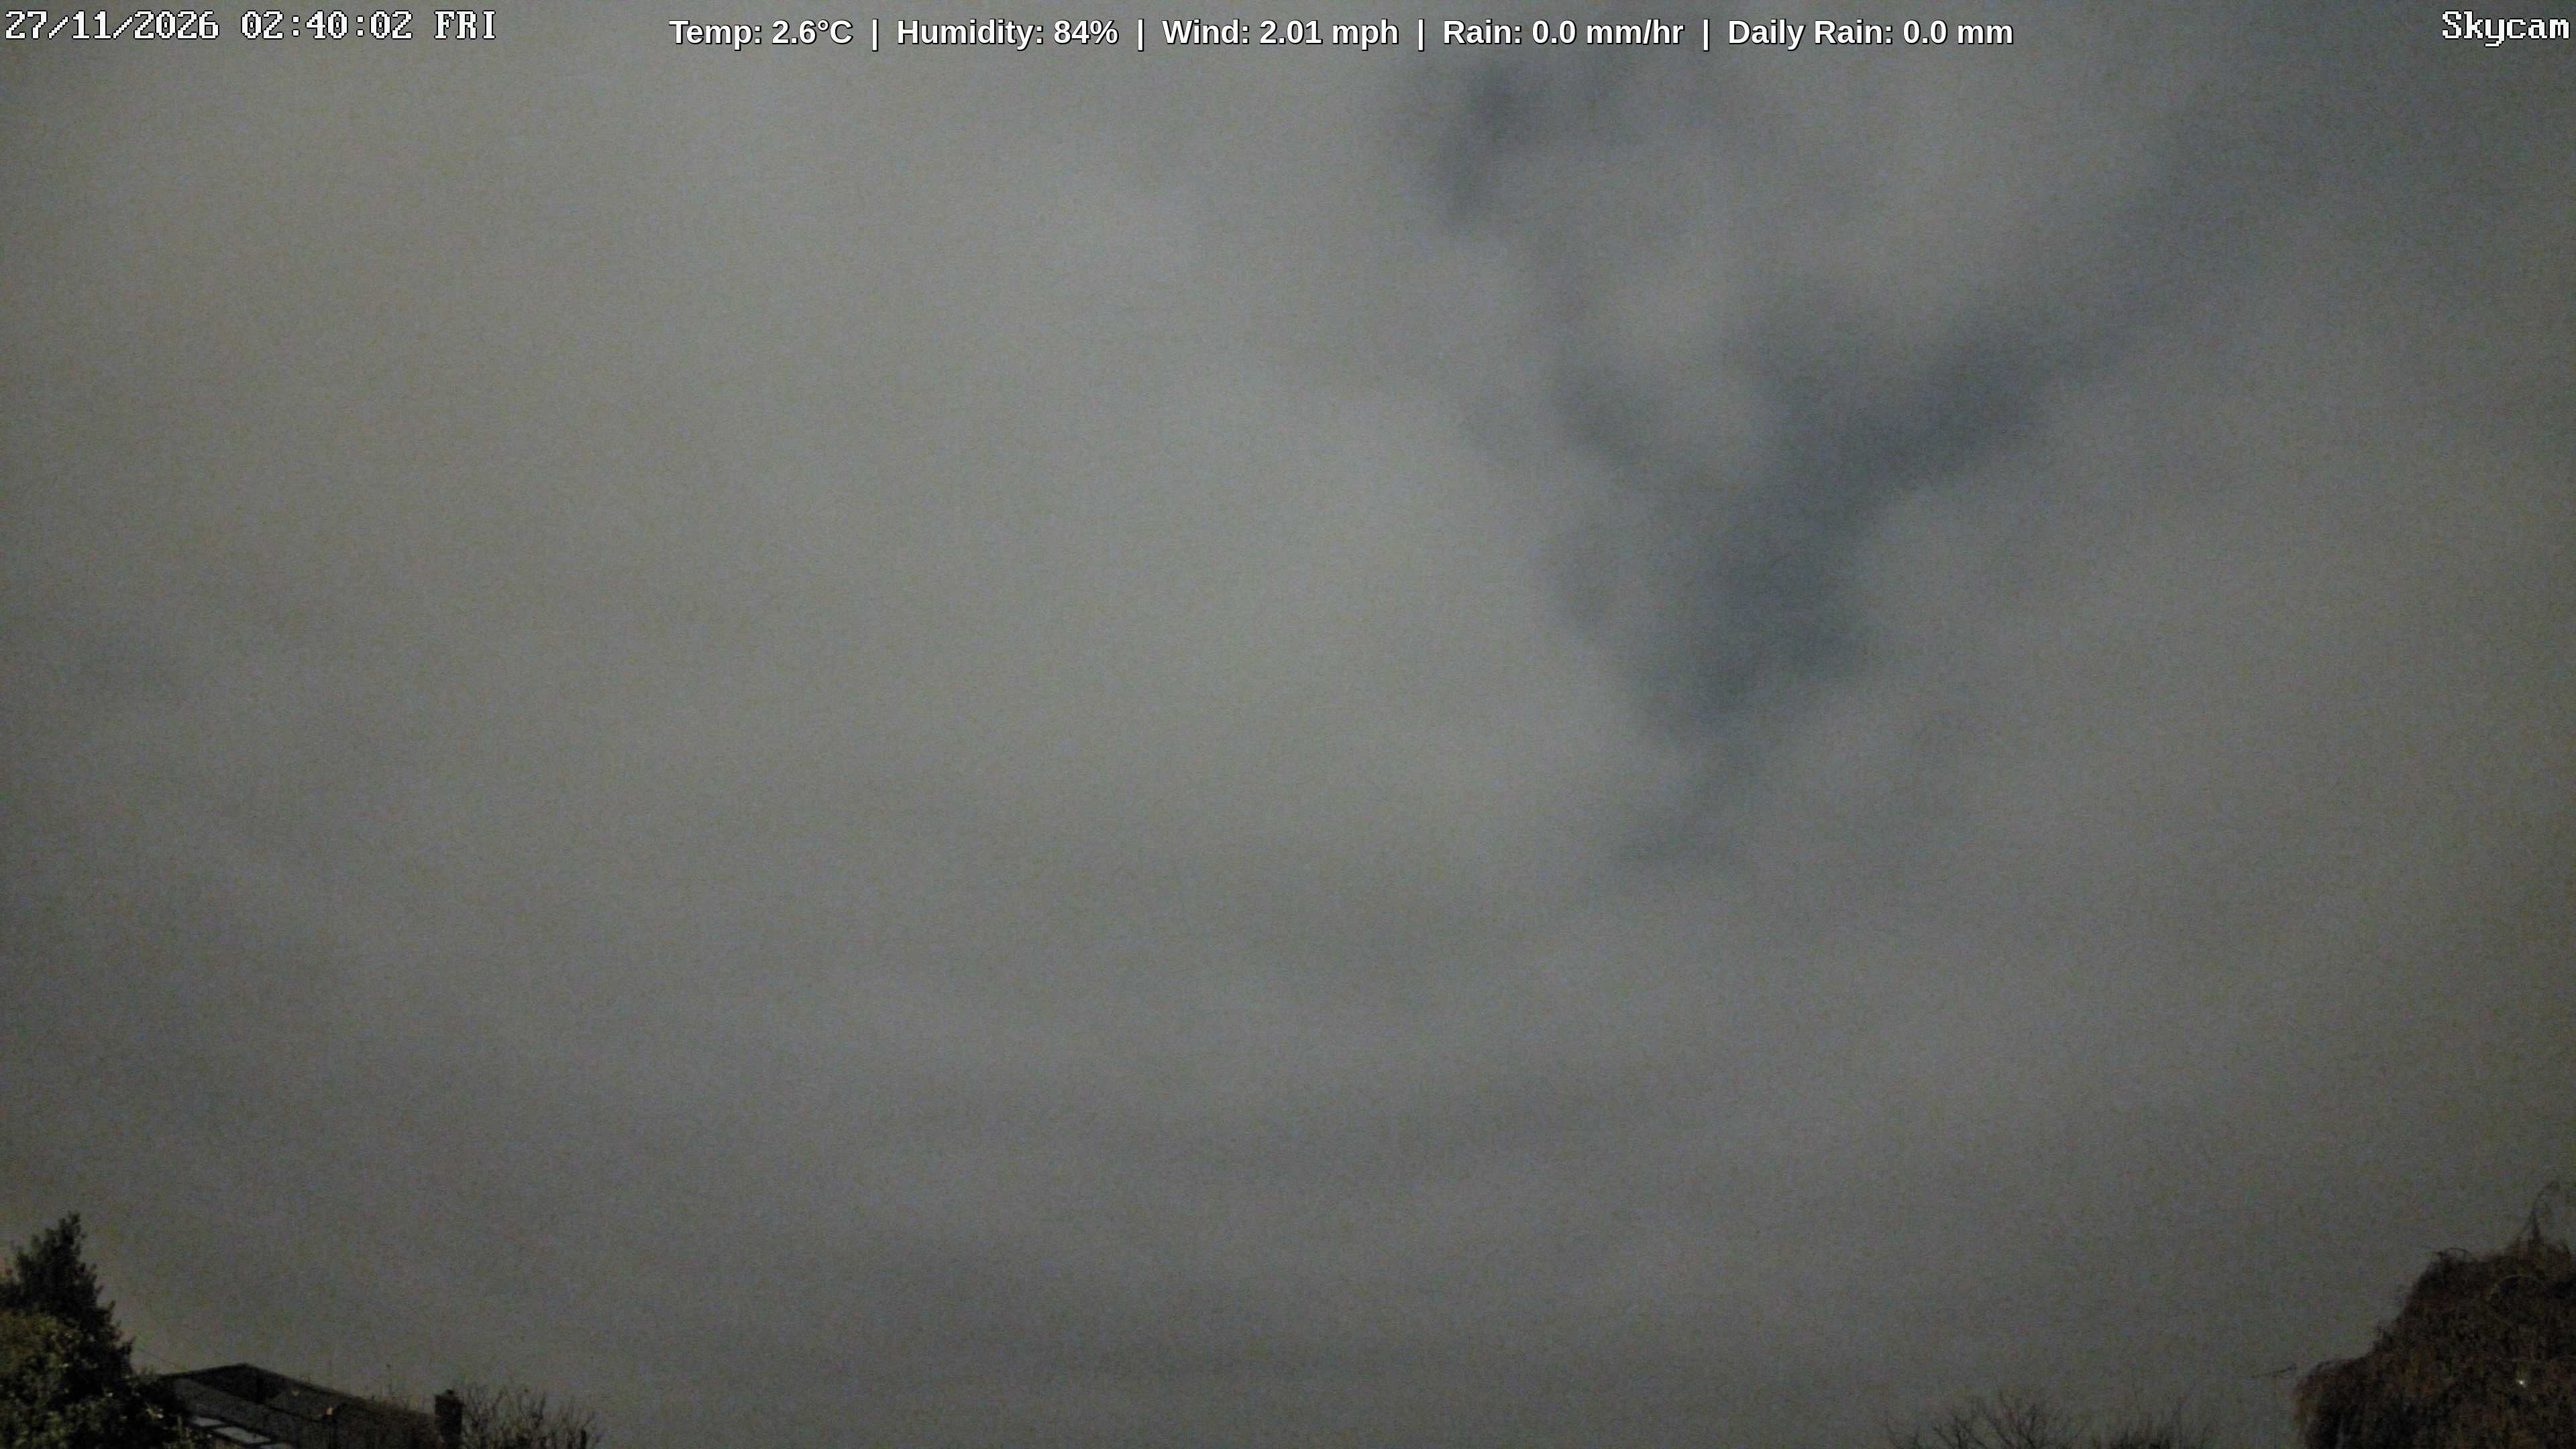 27/11/2026 02:40:02 FRI
Temp: 2.6°C | Humidity: 84% | Wind: 2.01 mph | Rain: 0.0 mm/hr | Daily Rain: 0.0 mm
Skycam